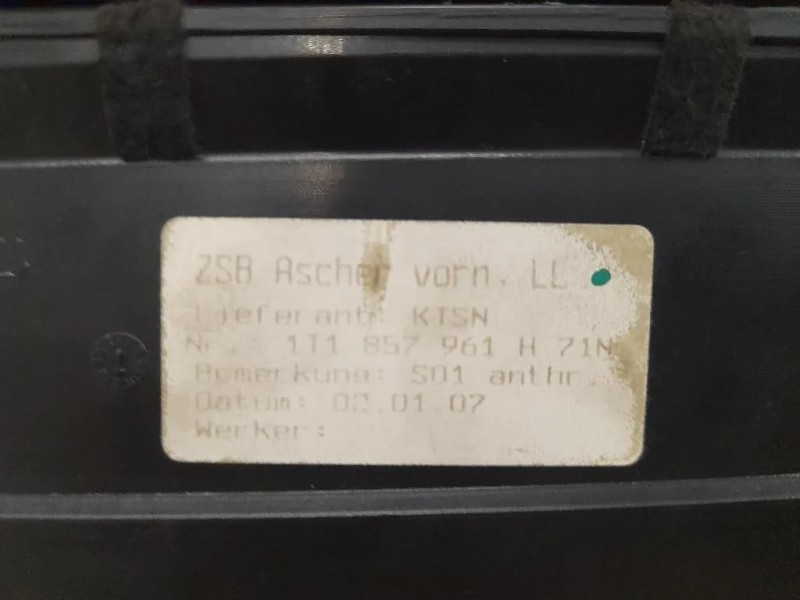 ZSB Ascher vorn. LL
Lieferant: KTSN
Nr. 1T1 857 961 H 71N
Bemerkung: S01 anthr.
Datum: 02.01.07
Werker: